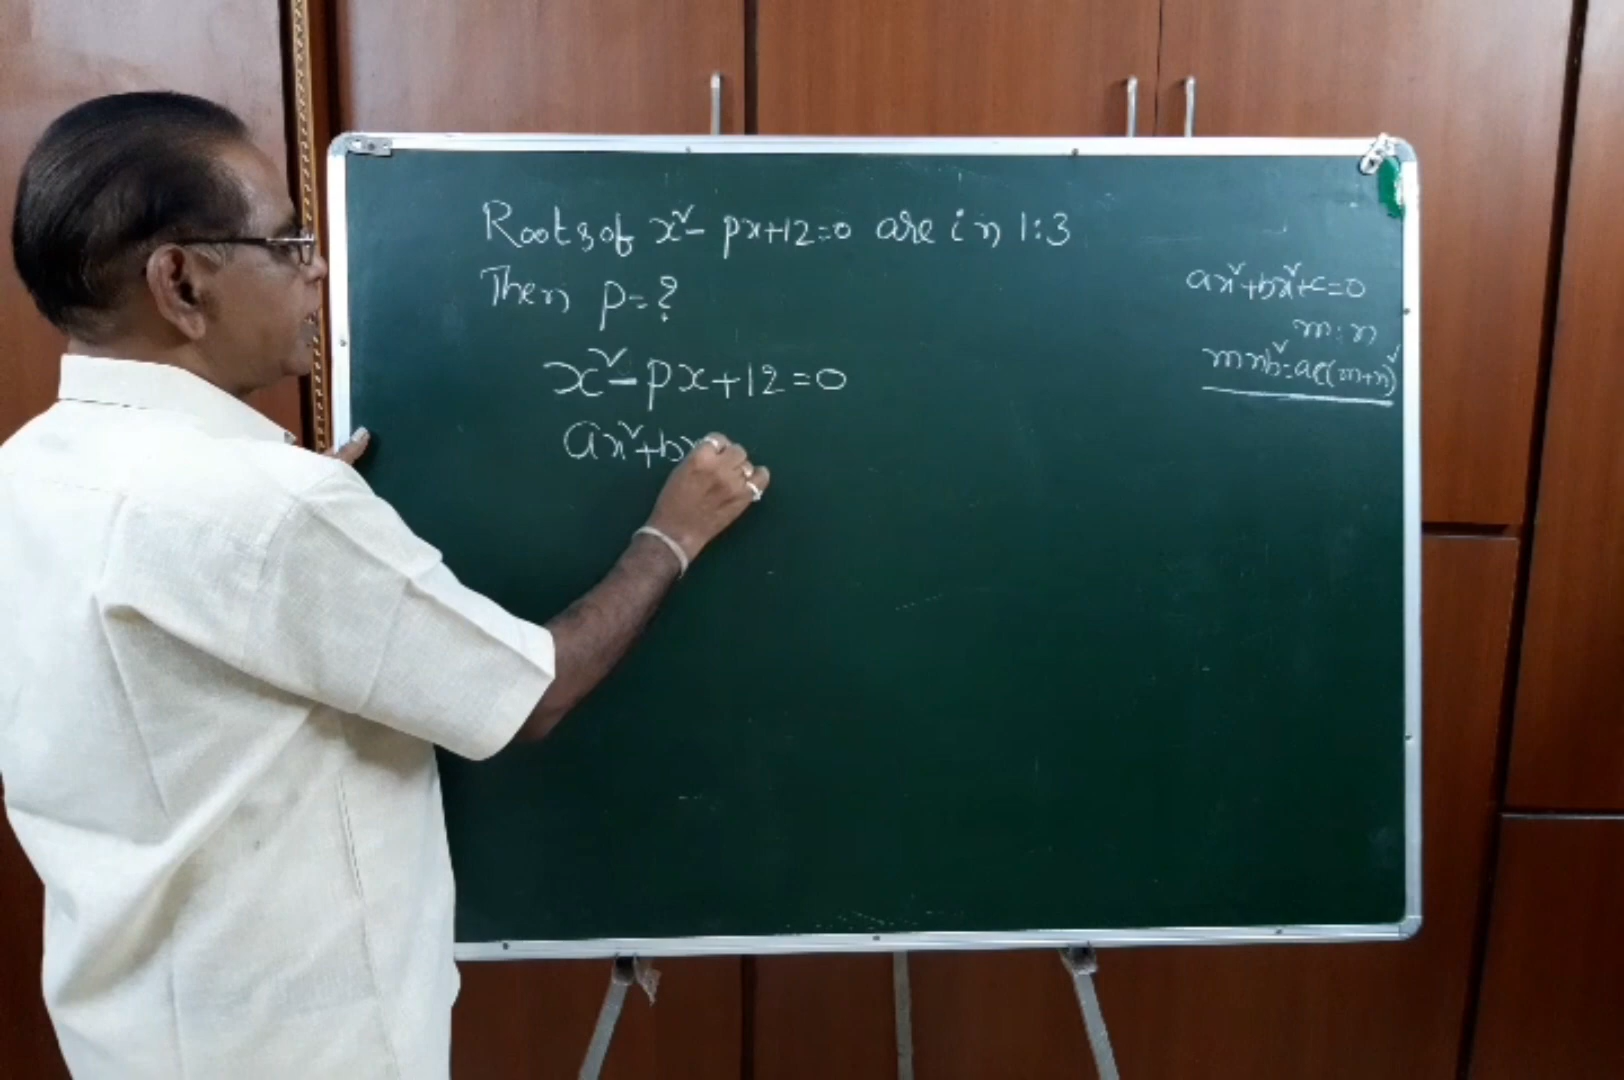 Roots of x² - px+12=0 are in 1:3
Then p=?
x² - px+12=0
ax²+bx
ax²+bx²+c=0
m:n
mnb²=ac(m+n)²